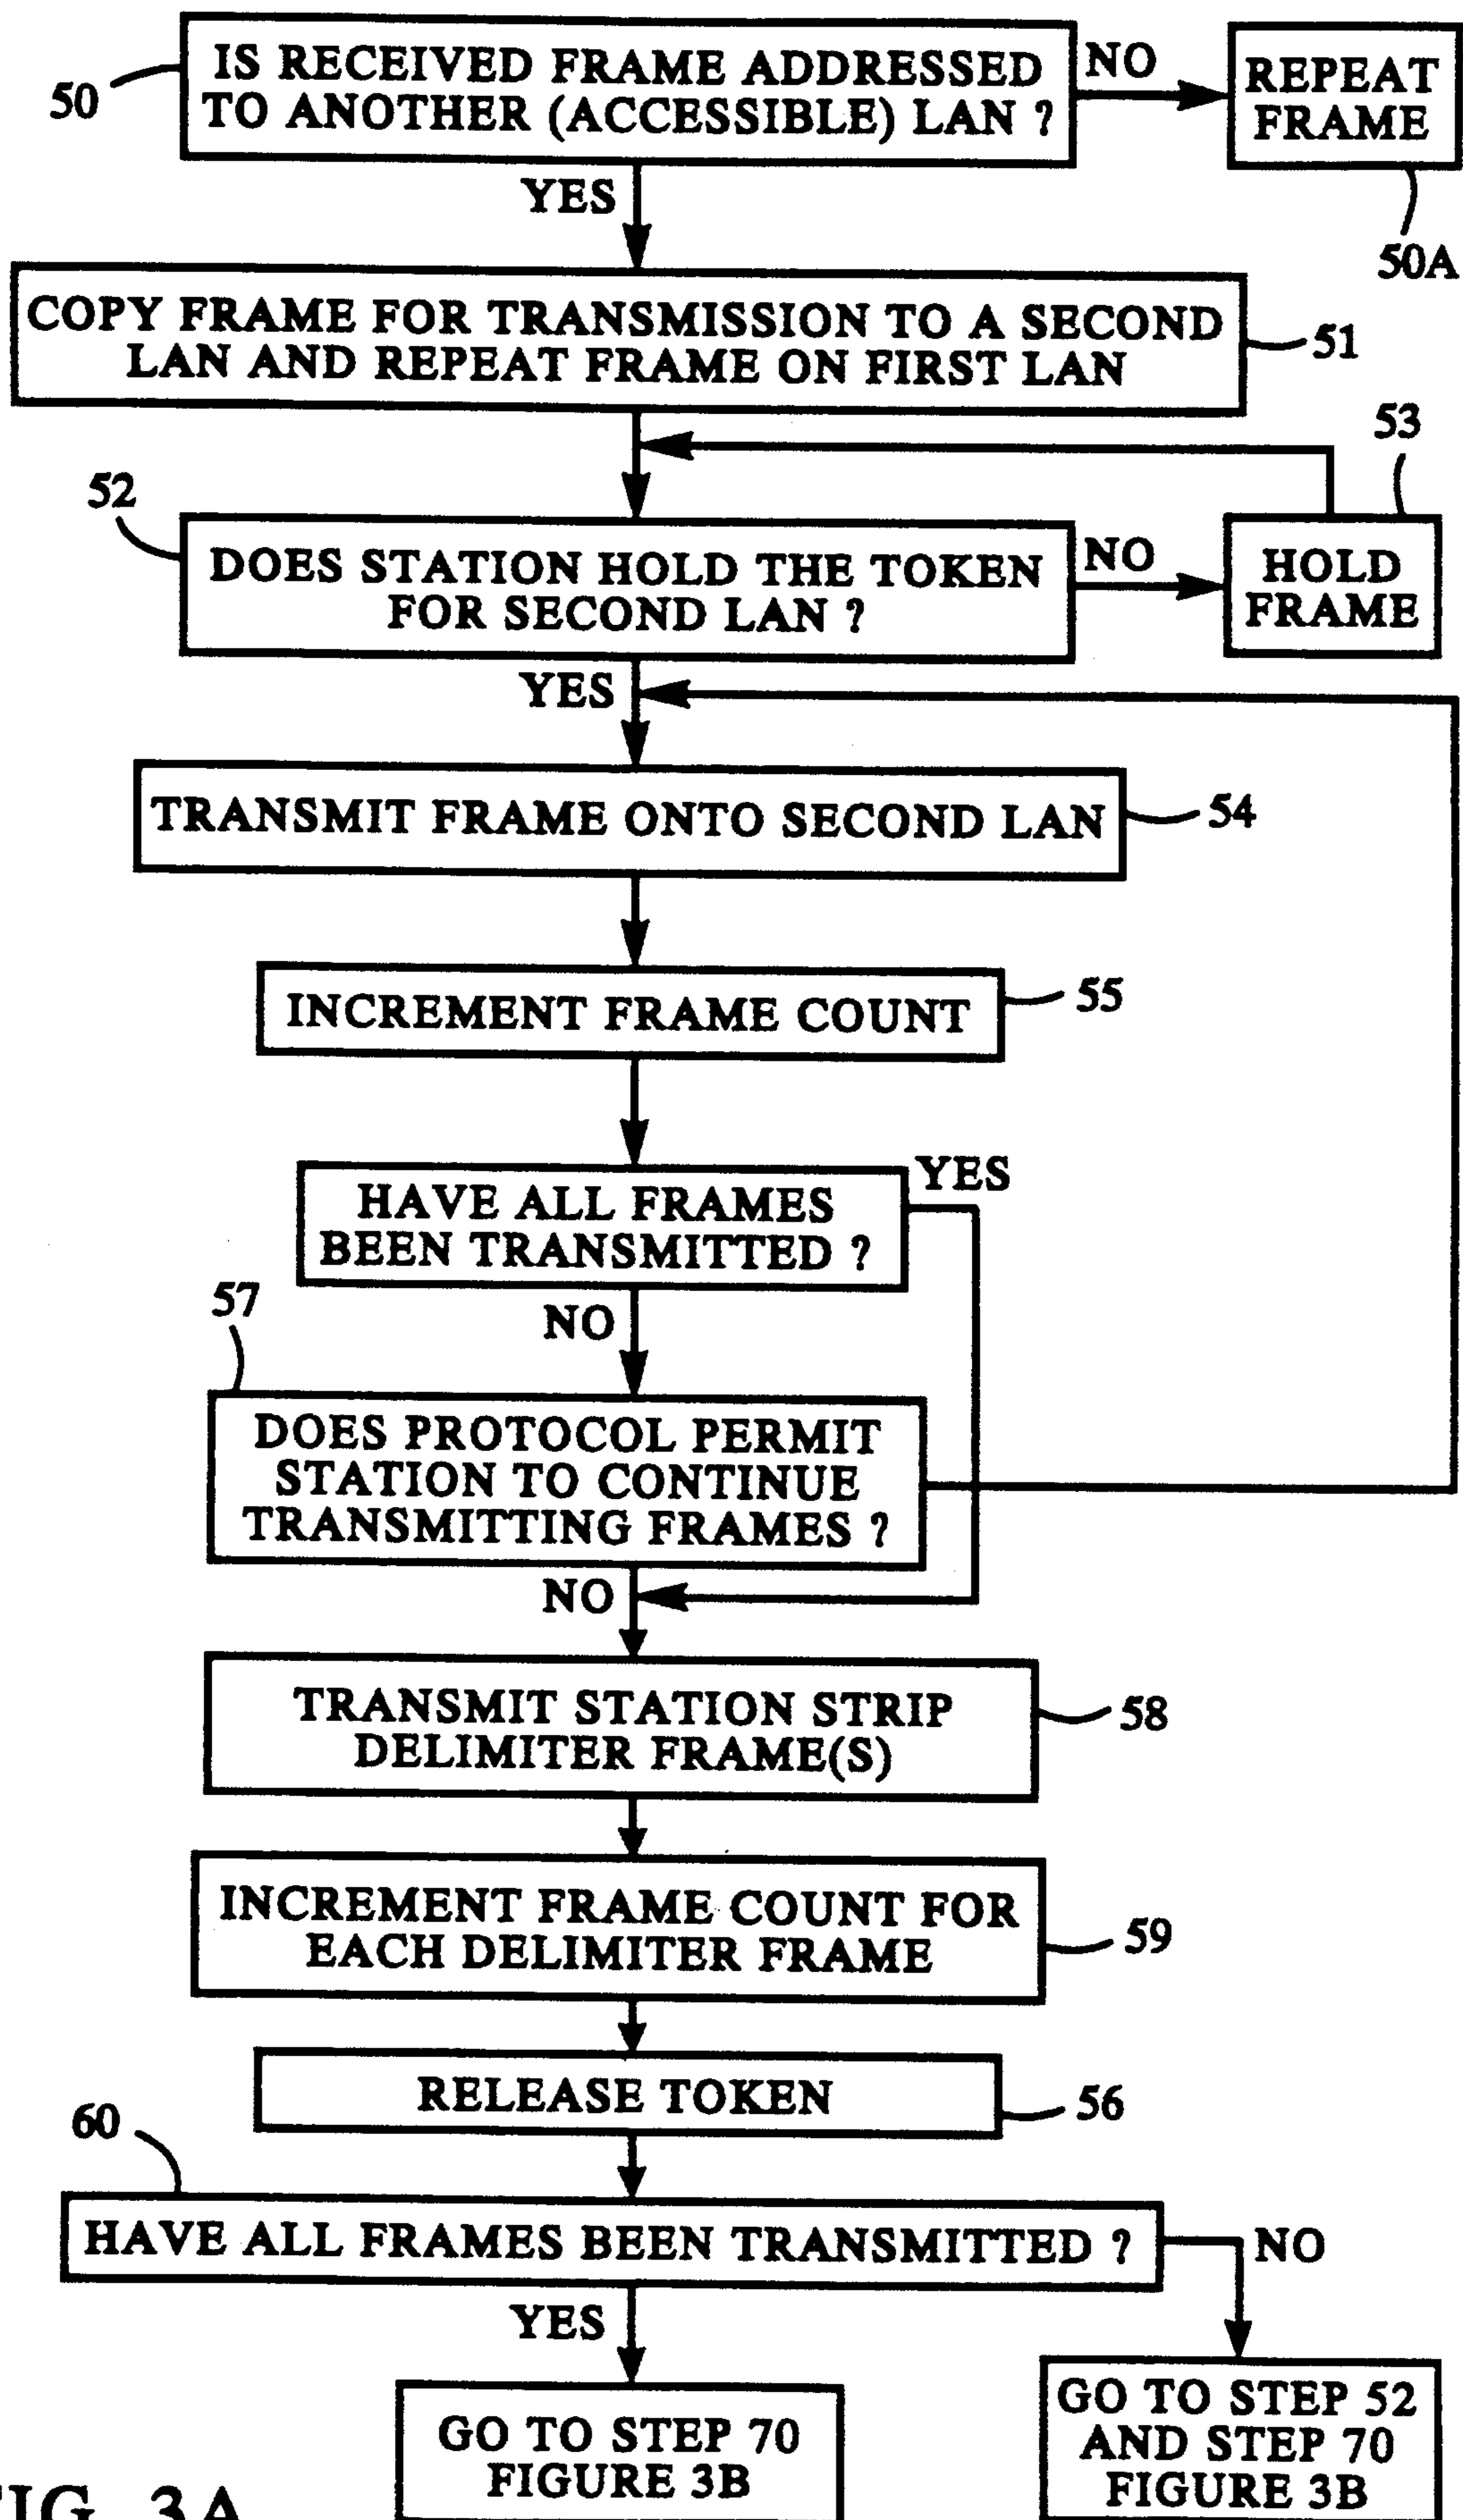 50
IS RECEIVED FRAME ADDRESSED
TO ANOTHER (ACCESSIBLE) LAN ?
NO
REPEAT
FRAME
50A
YES
COPY FRAME FOR TRANSMISSION TO A SECOND
LAN AND REPEAT FRAME ON FIRST LAN
51
53
52
DOES STATION HOLD THE TOKEN
FOR SECOND LAN ?
NO
HOLD
FRAME
YES
TRANSMIT FRAME ONTO SECOND LAN
54
INCREMENT FRAME COUNT
55
HAVE ALL FRAMES
BEEN TRANSMITTED ?
YES
NO
57
DOES PROTOCOL PERMIT
STATION TO CONTINUE
TRANSMITTING FRAMES ?
NO
TRANSMIT STATION STRIP
DELIMITER FRAME(S)
58
INCREMENT FRAME COUNT FOR
EACH DELIMITER FRAME
59
RELEASE TOKEN
56
60
HAVE ALL FRAMES BEEN TRANSMITTED ?
NO
YES
GO TO STEP 70
FIGURE 3B
GO TO STEP 52
AND STEP 70
FIGURE 3B
FIG. 3A